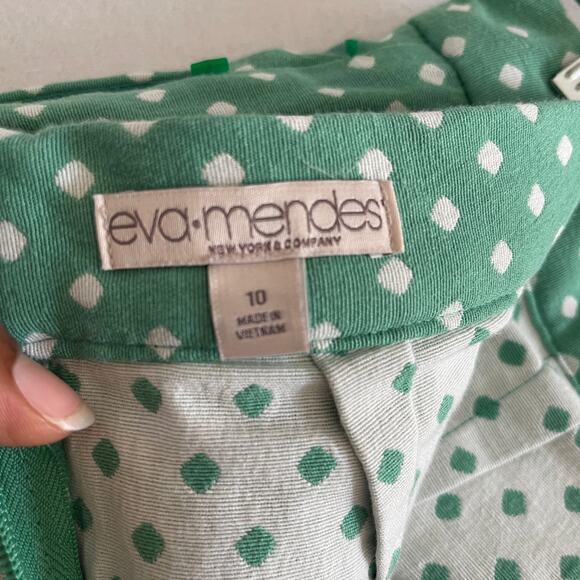 eva·mendes
NEW YORK & COMPANY
10
MADE IN
VIETNAM